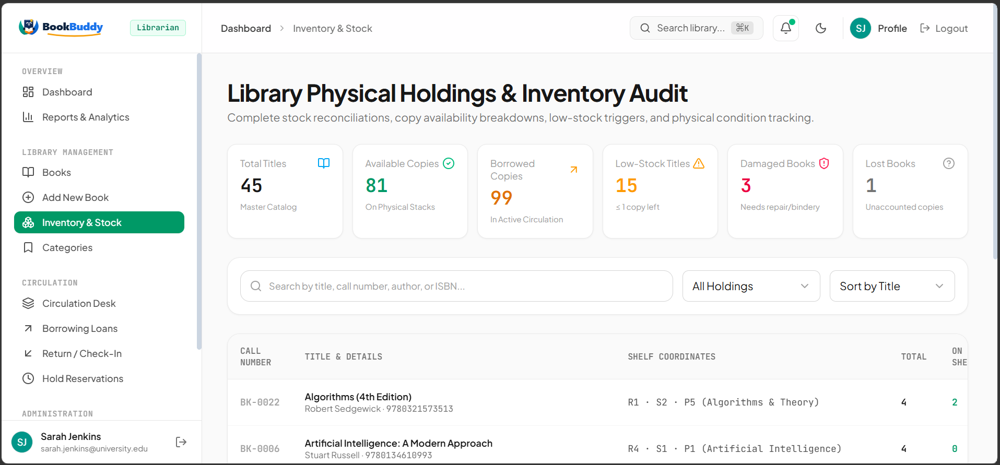 BookBuddy
Librarian
Dashboard
Inventory & Stock
Search library...
⌘K
SJ
Profile
Logout
OVERVIEW
Dashboard
Reports & Analytics
LIBRARY MANAGEMENT
Books
Add New Book
Inventory & Stock
Categories
CIRCULATION
Circulation Desk
Borrowing Loans
Return / Check-In
Hold Reservations
ADMINISTRATION
SJ
Sarah Jenkins
sarah.jenkins@university.edu
Library Physical Holdings & Inventory Audit
Complete stock reconciliations, copy availability breakdowns, low-stock triggers, and physical condition tracking.
Total Titles
45
Master Catalog
Available Copies
81
On Physical Stacks
Borrowed
Copies
99
In Active Circulation
Low-Stock Titles
15
≤ 1 copy left
Damaged Books
3
Needs repair/bindery
Lost Books
1
Unaccounted copies
Search by title, call number, author, or ISBN...
All Holdings
Sort by Title
CALL
NUMBER
TITLE & DETAILS
SHELF COORDINATES
TOTAL
ON
SHE
BK-0022
Algorithms (4th Edition)
Robert Sedgewick · 9780321573513
R1 · S2 · P5 (Algorithms & Theory)
4
2
BK-0006
Artificial Intelligence: A Modern Approach
Stuart Russell · 9780134610993
R4 · S1 · P1 (Artificial Intelligence)
4
0